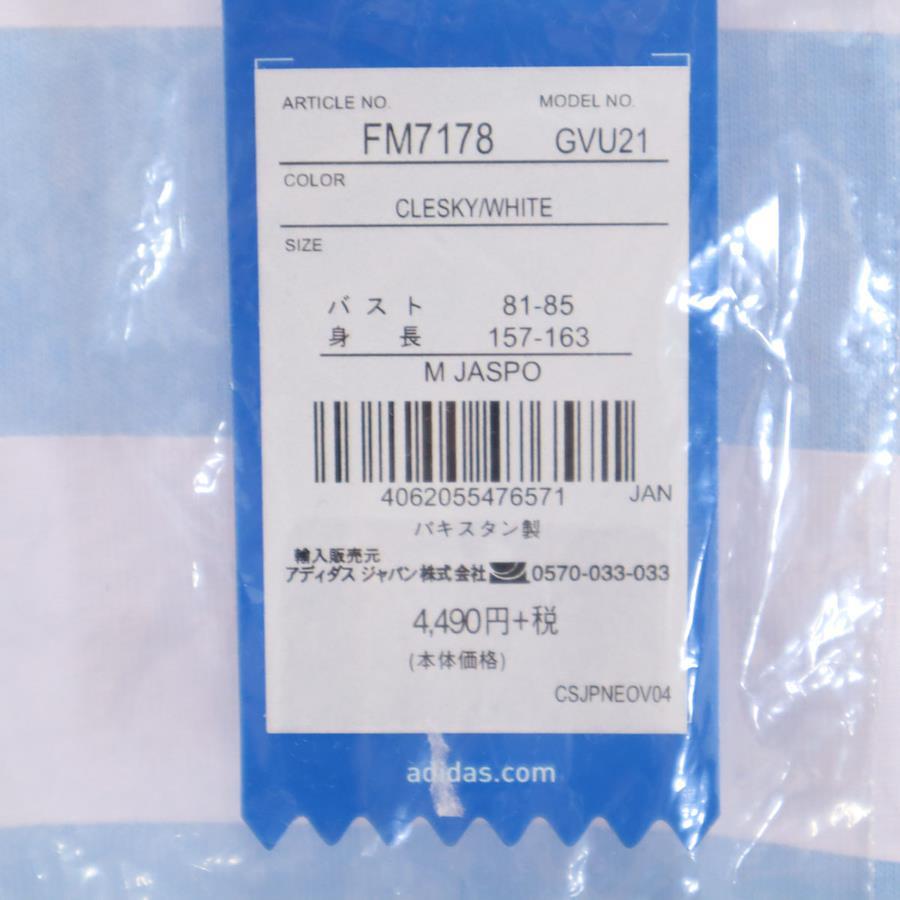 ARTICLE NO. MODEL NO.
FM7178 GVU21
COLOR
CLESKY/WHITE
SIZE
バスト 81-85
身長 157-163
M JASPO
4062055476571 JAN
パキスタン製
輸入販売元
アディダス ジャパン株式会社 0570-033-033
4,490円+税
(本体価格)
CSJPNEOV04
adidas.com